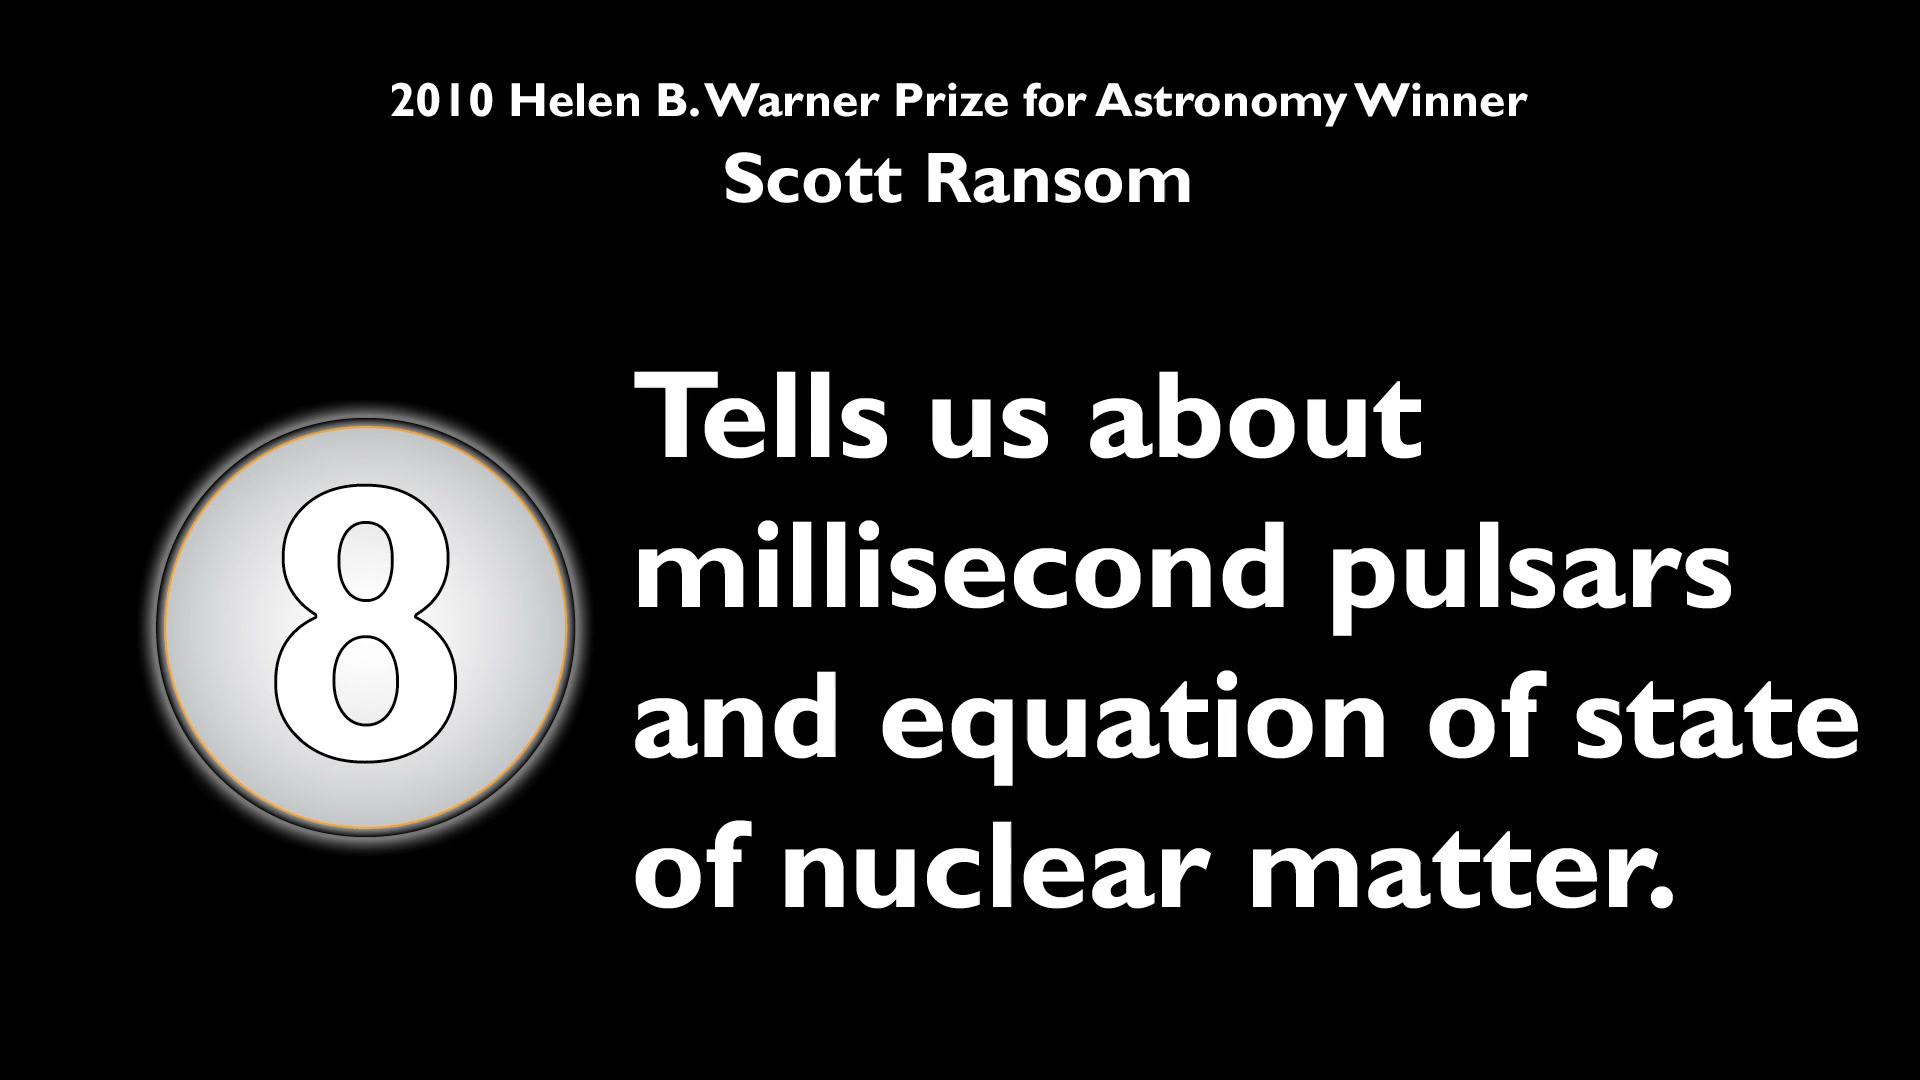 2010 Helen B. Warner Prize for Astronomy Winner
Scott Ransom
8
Tells us about
millisecond pulsars
and equation of state
of nuclear matter.